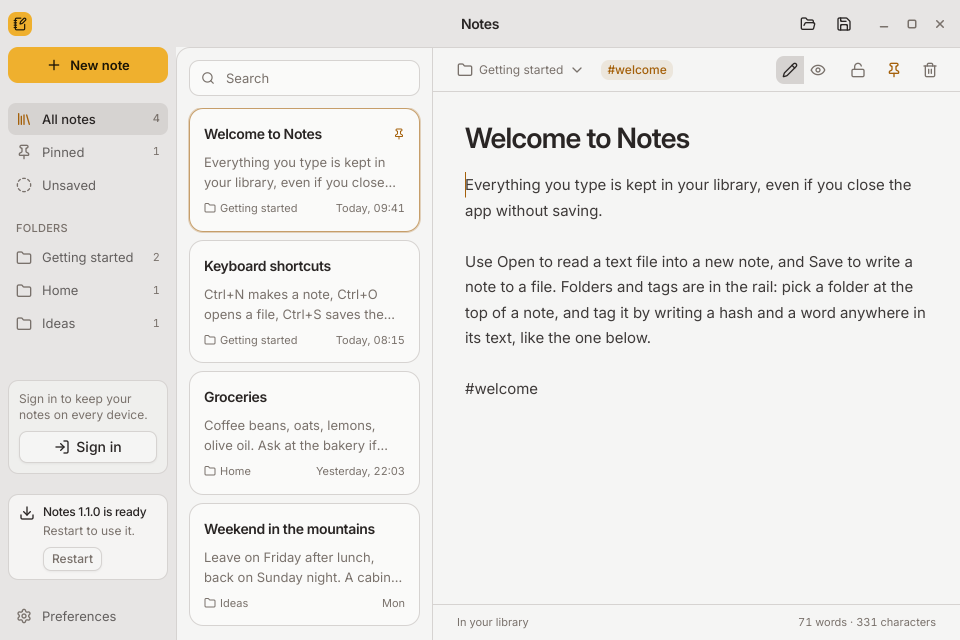 Notes
New note
All notes 4
Pinned 1
Unsaved
FOLDERS
Getting started 2
Home 1
Ideas 1
Sign in to keep your
notes on every device.
Sign in
Notes 1.1.0 is ready
Restart to use it.
Restart
Preferences
Search
Welcome to Notes
Everything you type is kept in
your library, even if you close...
Getting started Today, 09:41
Keyboard shortcuts
Ctrl+N makes a note, Ctrl+O
opens a file, Ctrl+S saves the...
Getting started Today, 08:15
Groceries
Coffee beans, oats, lemons,
olive oil. Ask at the bakery if...
Home Yesterday, 22:03
Weekend in the mountains
Leave on Friday after lunch,
back on Sunday night. A cabin...
Ideas Mon
Getting started #welcome
Welcome to Notes
Everything you type is kept in your library, even if you close the
app without saving.
Use Open to read a text file into a new note, and Save to write a
note to a file. Folders and tags are in the rail: pick a folder at the
top of a note, and tag it by writing a hash and a word anywhere in
its text, like the one below.
#welcome
In your library 71 words · 331 characters